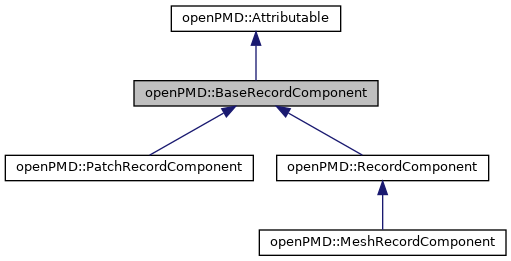 openPMD::Attributable
openPMD::BaseRecordComponent
openPMD::PatchRecordComponent
openPMD::RecordComponent
openPMD::MeshRecordComponent